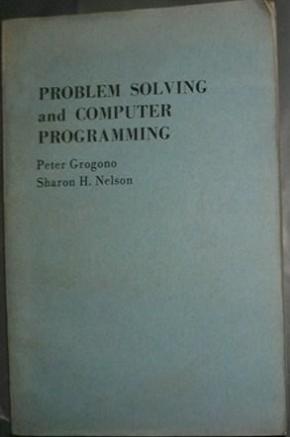 PROBLEM SOLVING
and COMPUTER
PROGRAMMING
Peter Grogono
Sharon H. Nelson